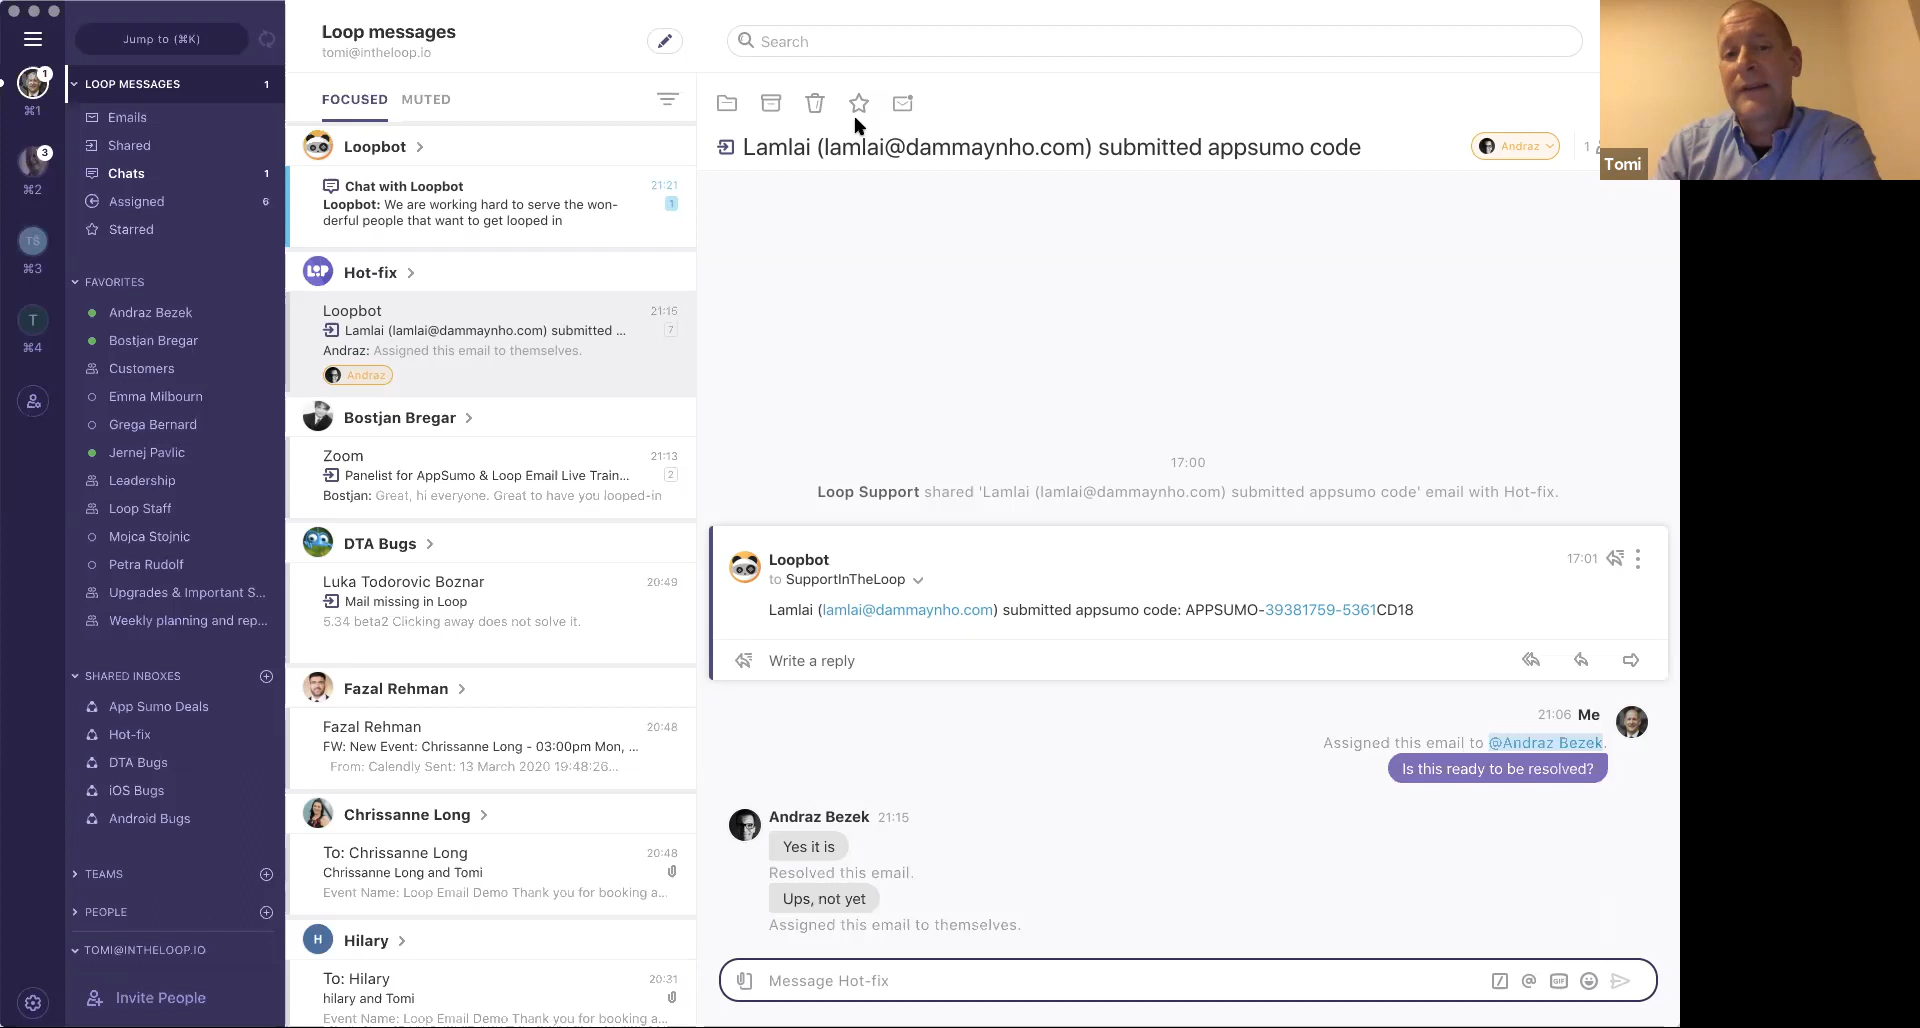 Jump to (⌘K)
1
⌘1
3
⌘2
TŠ
⌘3
T
⌘4
LOOP MESSAGES 1
Emails
Shared
Chats 1
Assigned 6
Starred
FAVORITES
Andraz Bezek
Bostjan Bregar
Customers
Emma Milbourn
Grega Bernard
Jernej Pavlic
Leadership
Loop Staff
Mojca Stojnic
Petra Rudolf
Upgrades & Important S...
Weekly planning and rep...
SHARED INBOXES
App Sumo Deals
Hot-fix
DTA Bugs
iOS Bugs
Android Bugs
TEAMS
PEOPLE
TOMI@INTHELOOP.IO
Invite People
Loop messages
tomi@intheloop.io
FOCUSED MUTED
Loopbot
Chat with Loopbot 21:21
Loopbot: We are working hard to serve the won- 1
derful people that want to get looped in
LOOP
Hot-fix
Loopbot 21:15
Lamlai (lamlai@dammaynho.com) submitted ... 7
Andraz: Assigned this email to themselves.
Andraz
Bostjan Bregar
Zoom 21:13
Panelist for AppSumo & Loop Email Live Train... 2
Bostjan: Great, hi everyone. Great to have you looped-in
DTA Bugs
Luka Todorovic Boznar 20:49
Mail missing in Loop
5.34 beta2 Clicking away does not solve it.
Fazal Rehman
Fazal Rehman 20:48
FW: New Event: Chrissanne Long - 03:00pm Mon, ...
From: Calendly Sent: 13 March 2020 19:48:26...
Chrissanne Long
To: Chrissanne Long 20:48
Chrissanne Long and Tomi
Event Name: Loop Email Demo Thank you for booking a...
H
Hilary
To: Hilary 20:31
hilary and Tomi
Event Name: Loop Email Demo Thank you for booking a...
Search
Lamlai (lamlai@dammaynho.com) submitted appsumo code
Andraz
1
Tomi
17:00
Loop Support shared 'Lamlai (lamlai@dammaynho.com) submitted appsumo code' email with Hot-fix.
Loopbot 17:01
to SupportInTheLoop
Lamlai (lamlai@dammaynho.com) submitted appsumo code: APPSUMO-39381759-5361CD18
Write a reply
21:06 Me
Assigned this email to @Andraz Bezek.
Is this ready to be resolved?
Andraz Bezek 21:15
Yes it is
Resolved this email.
Ups, not yet
Assigned this email to themselves.
Message Hot-fix
@
GIF